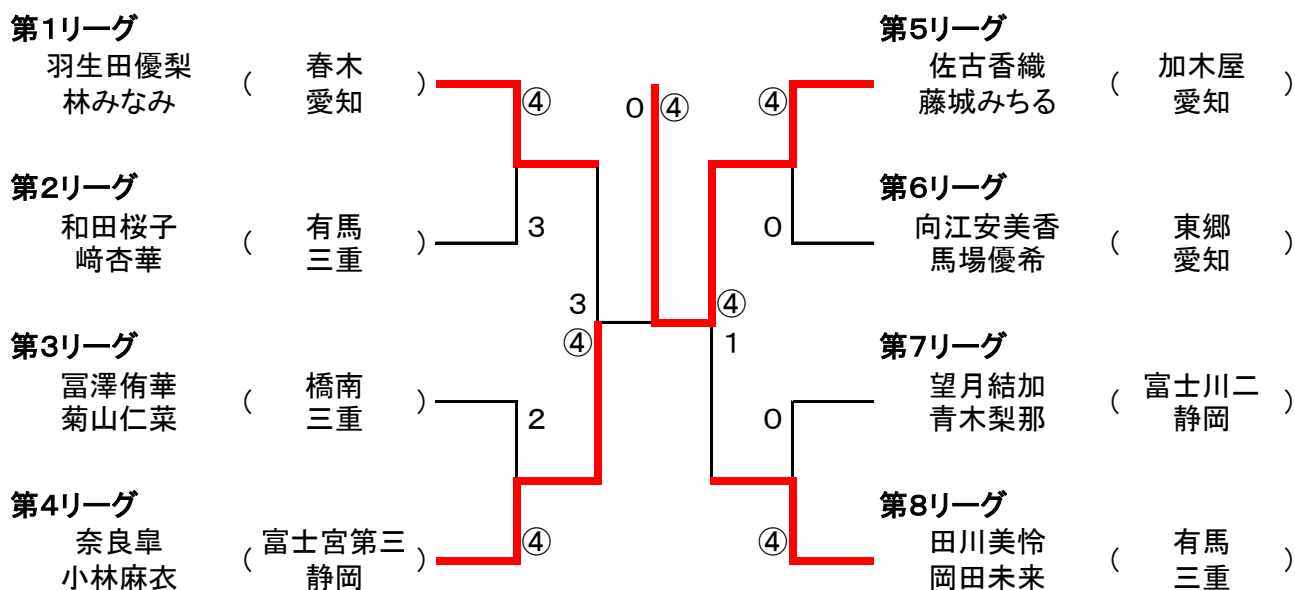 第1リーグ
羽生田優梨
林みなみ
( 春木 )
愛知
④
第2リーグ
和田桜子
﨑杏華
( 有馬 )
三重
3
3
④
第3リーグ
冨澤侑華
菊山仁菜
( 橋南 )
三重
2
第4リーグ
奈良皐
小林麻衣
( 富士宮第三 )
静岡
④
0 ④
第5リーグ
佐古香織
藤城みちる
( 加木屋 )
愛知
④
第6リーグ
向江安美香
馬場優希
( 東郷 )
愛知
0
④
1
第7リーグ
望月結加
青木梨那
( 富士川二 )
静岡
0
第8リーグ
田川美怜
岡田未来
( 有馬 )
三重
④